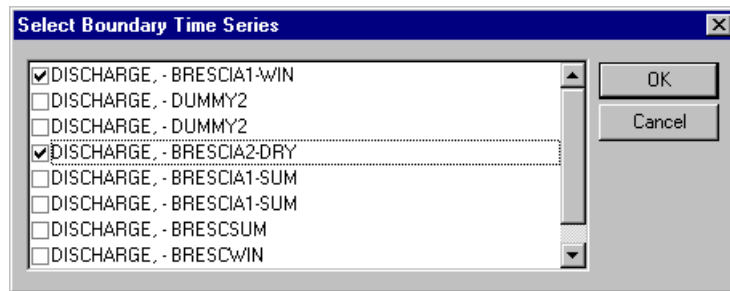 Select Boundary Time Series
DISCHARGE, - BRESCIA1-WIN
DISCHARGE, - DUMMY2
DISCHARGE, - DUMMY2
DISCHARGE, - BRESCIA2-DRY
DISCHARGE, - BRESCIA1-SUM
DISCHARGE, - BRESCIA1-SUM
DISCHARGE, - BRESCSUM
DISCHARGE, - BRESCWIN
OK
Cancel